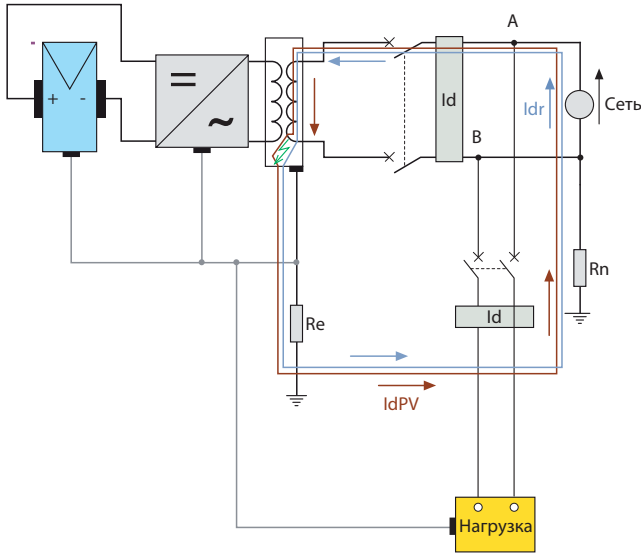 A
+ -
=
~
Id
Idr
Сеть
B
Rn
Re
Id
IdPV
Нагрузка